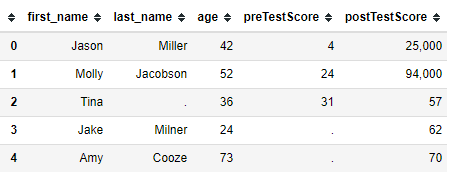 first_name last_name age preTestScore postTestScore
0 Jason Miller 42 4 25,000
1 Molly Jacobson 52 24 94,000
2 Tina . 36 31 57
3 Jake Milner 24 . 62
4 Amy Cooze 73 . 70